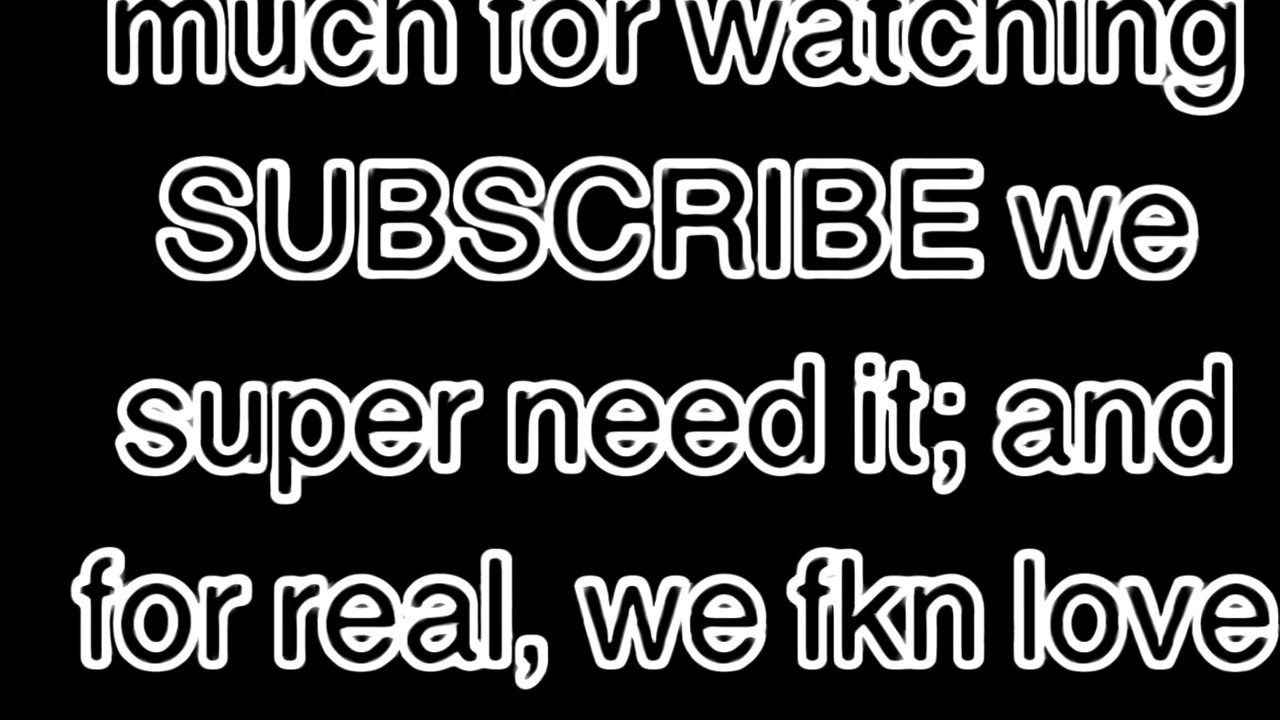 much for watching
SUBSCRIBE we
super need it; and
for real, we fkn love